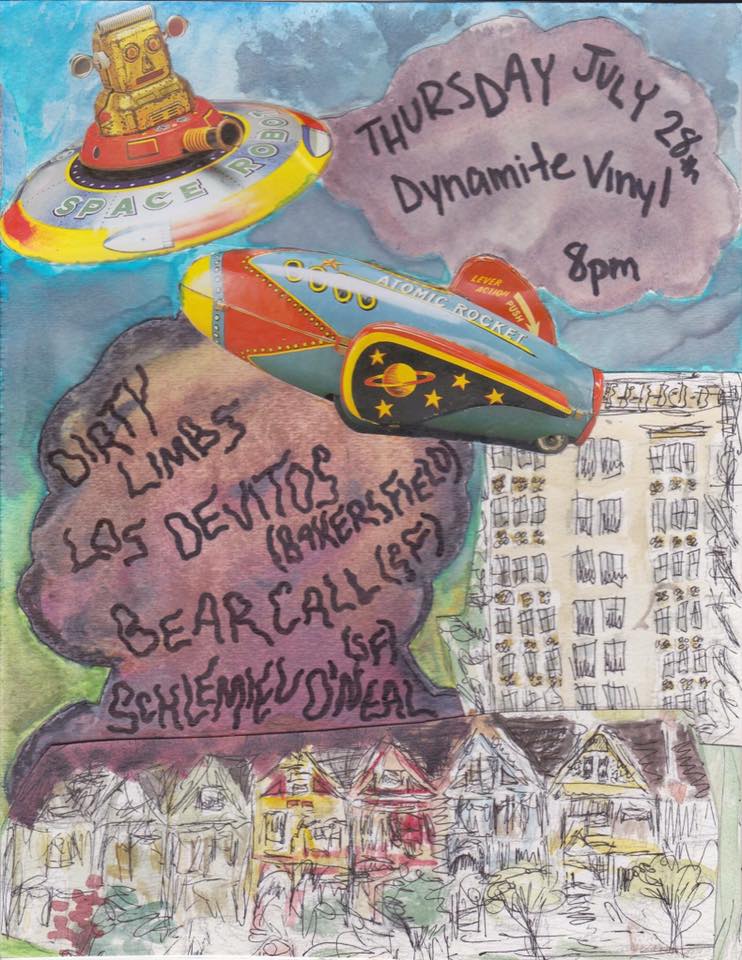 SPACE ROBOT
THURSDAY JULY 28th
Dynamite Vinyl
8pm
ATOMIC ROCKET
LEVER
ACTION
PUSH
DIRTY
LIMBS
LOS DEVITOS
(BAKERSFIELD)
BEAR CALL (SF)
(SF)
SCHLEMIEL O'NEAL